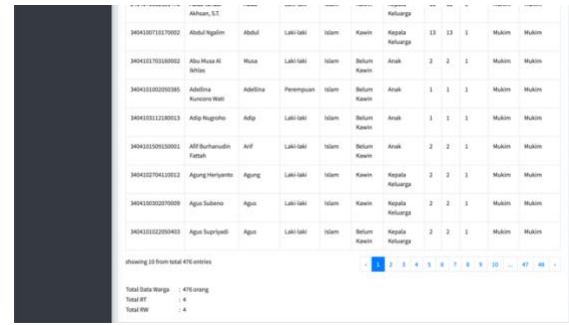 Akhsan, S.T. Keluarga
3404100710170002 Abdul Ngalim Abdul Laki-laki Islam Kawin Kepala Keluarga 13 13 1 Mukim Mukim
3404101703160002 Abu Musa Al Ikhlas Musa Laki-laki Islam Belum Kawin Anak 2 2 1 Mukim Mukim
3404101002050385 Adellina Kuncoro Wati Adellina Perempuan Islam Belum Kawin Anak 1 1 1 Mukim Mukim
3404103112180013 Adip Nugroho Adip Laki-laki Islam Belum Kawin Anak 1 1 1 Mukim Mukim
3404101509150001 Afif Burhanudin Fattah Arif Laki-laki Islam Belum Kawin Anak 2 2 1 Mukim Mukim
3404102704110012 Agung Heriyanto Agung Laki-laki Islam Kawin Kepala Keluarga 2 2 1 Mukim Mukim
3404100302070009 Agus Subeno Agus Laki-laki Islam Kawin Kepala Keluarga 2 2 1 Mukim Mukim
3404101022050403 Agus Supriyadi Agus Laki-laki Islam Belum Kawin Kepala Keluarga 2 2 1 Mukim Mukim
showing 10 from total 476 entries
‹ 1 2 3 4 5 6 7 8 9 10 ... 47 48 ›
Total Data Warga : 476 orang
Total RT : 4
Total RW : 4